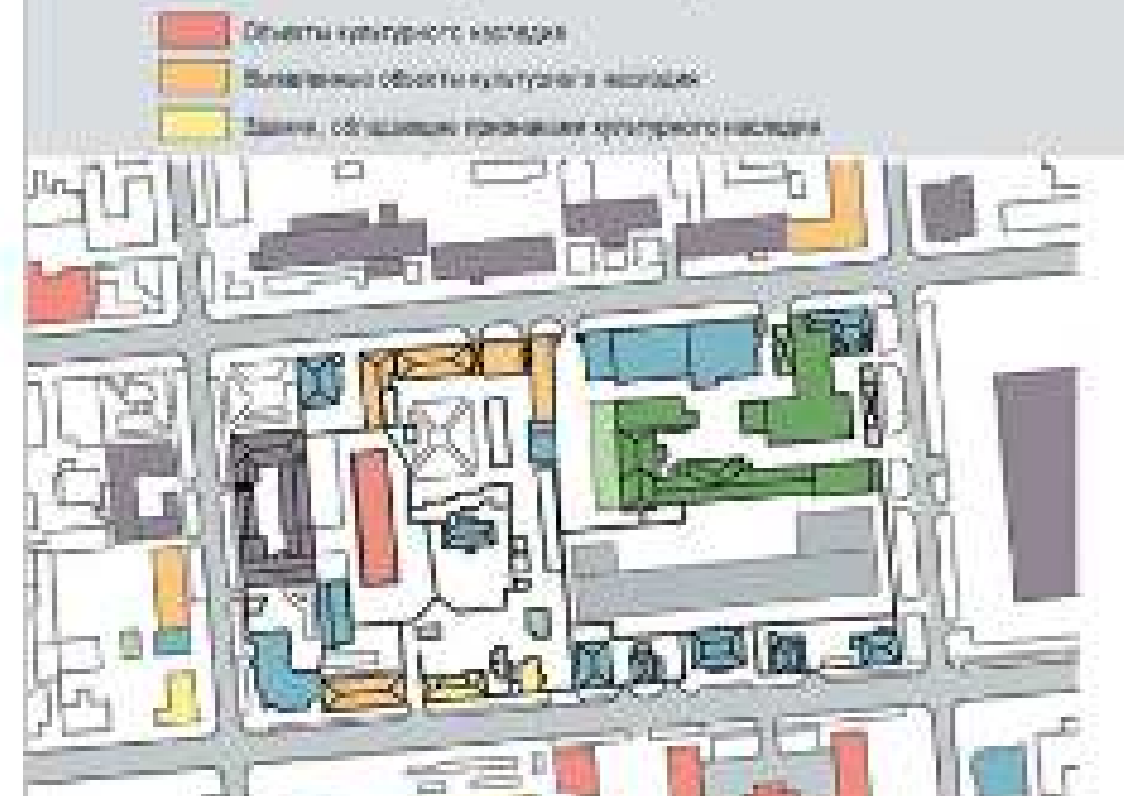 Объекты культурного наследия
Выявленные объекты культурного наследия
Здания, обладающие признаками культурного наследия